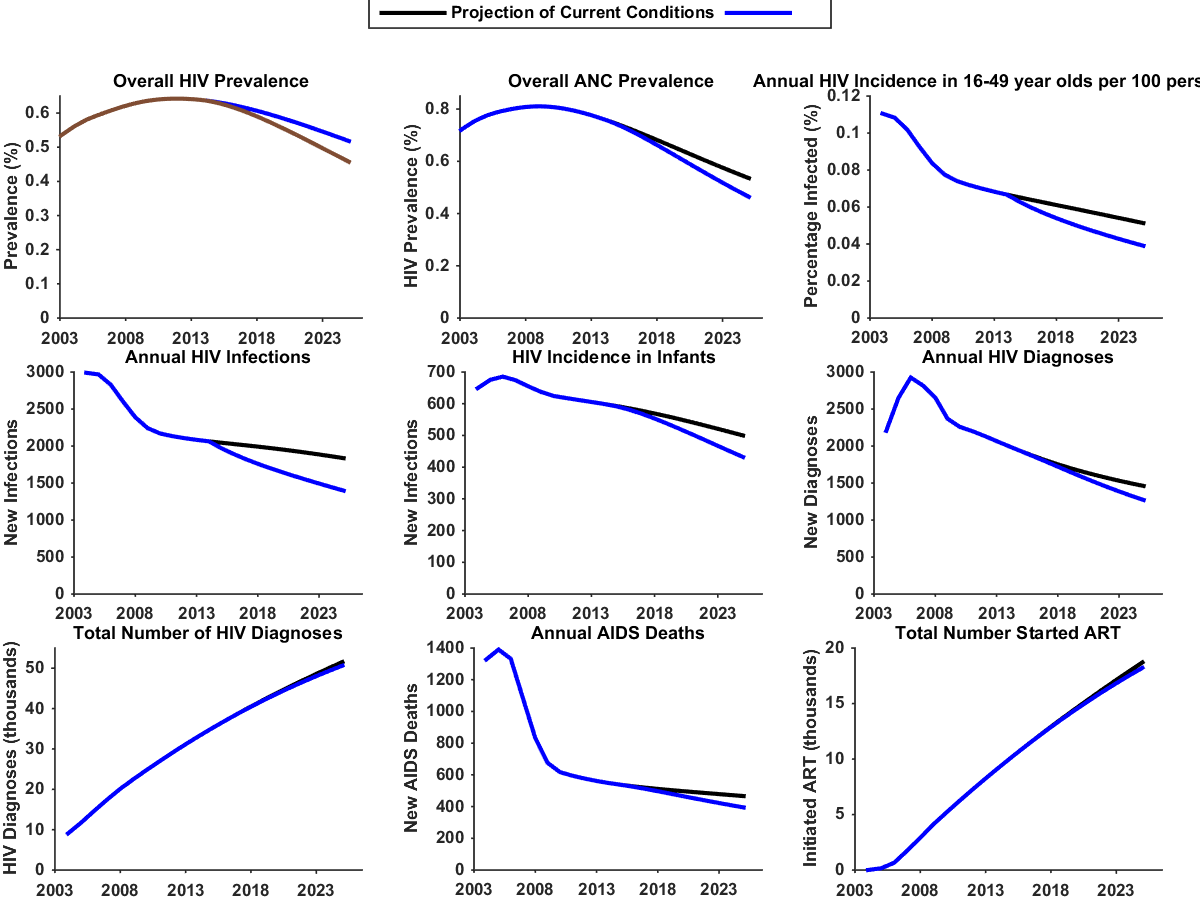 Projection of Current Conditions
Overall HIV Prevalence
Overall ANC Prevalence
Annual HIV Incidence in 16-49 year olds per 100 pers
Prevalence (%)
0.6
0.5
0.4
0.3
0.2
0.1
0
2003 2008 2013 2018 2023
HIV Prevalence (%)
0.8
0.6
0.4
0.2
0
2003 2008 2013 2018 2023
Percentage Infected (%)
0.12
0.1
0.08
0.06
0.04
0.02
0
2003 2008 2013 2018 2023
Annual HIV Infections
HIV Incidence in Infants
Annual HIV Diagnoses
New Infections
3000
2500
2000
1500
1000
500
0
2003 2008 2013 2018 2023
New Infections
700
600
500
400
300
200
100
0
2003 2008 2013 2018 2023
New Diagnoses
3000
2500
2000
1500
1000
500
0
2003 2008 2013 2018 2023
Total Number of HIV Diagnoses
Annual AIDS Deaths
Total Number Started ART
HIV Diagnoses (thousands)
50
40
30
20
10
0
2003 2008 2013 2018 2023
New AIDS Deaths
1400
1200
1000
800
600
400
200
0
2003 2008 2013 2018 2023
Initiated ART (thousands)
20
15
10
5
0
2003 2008 2013 2018 2023